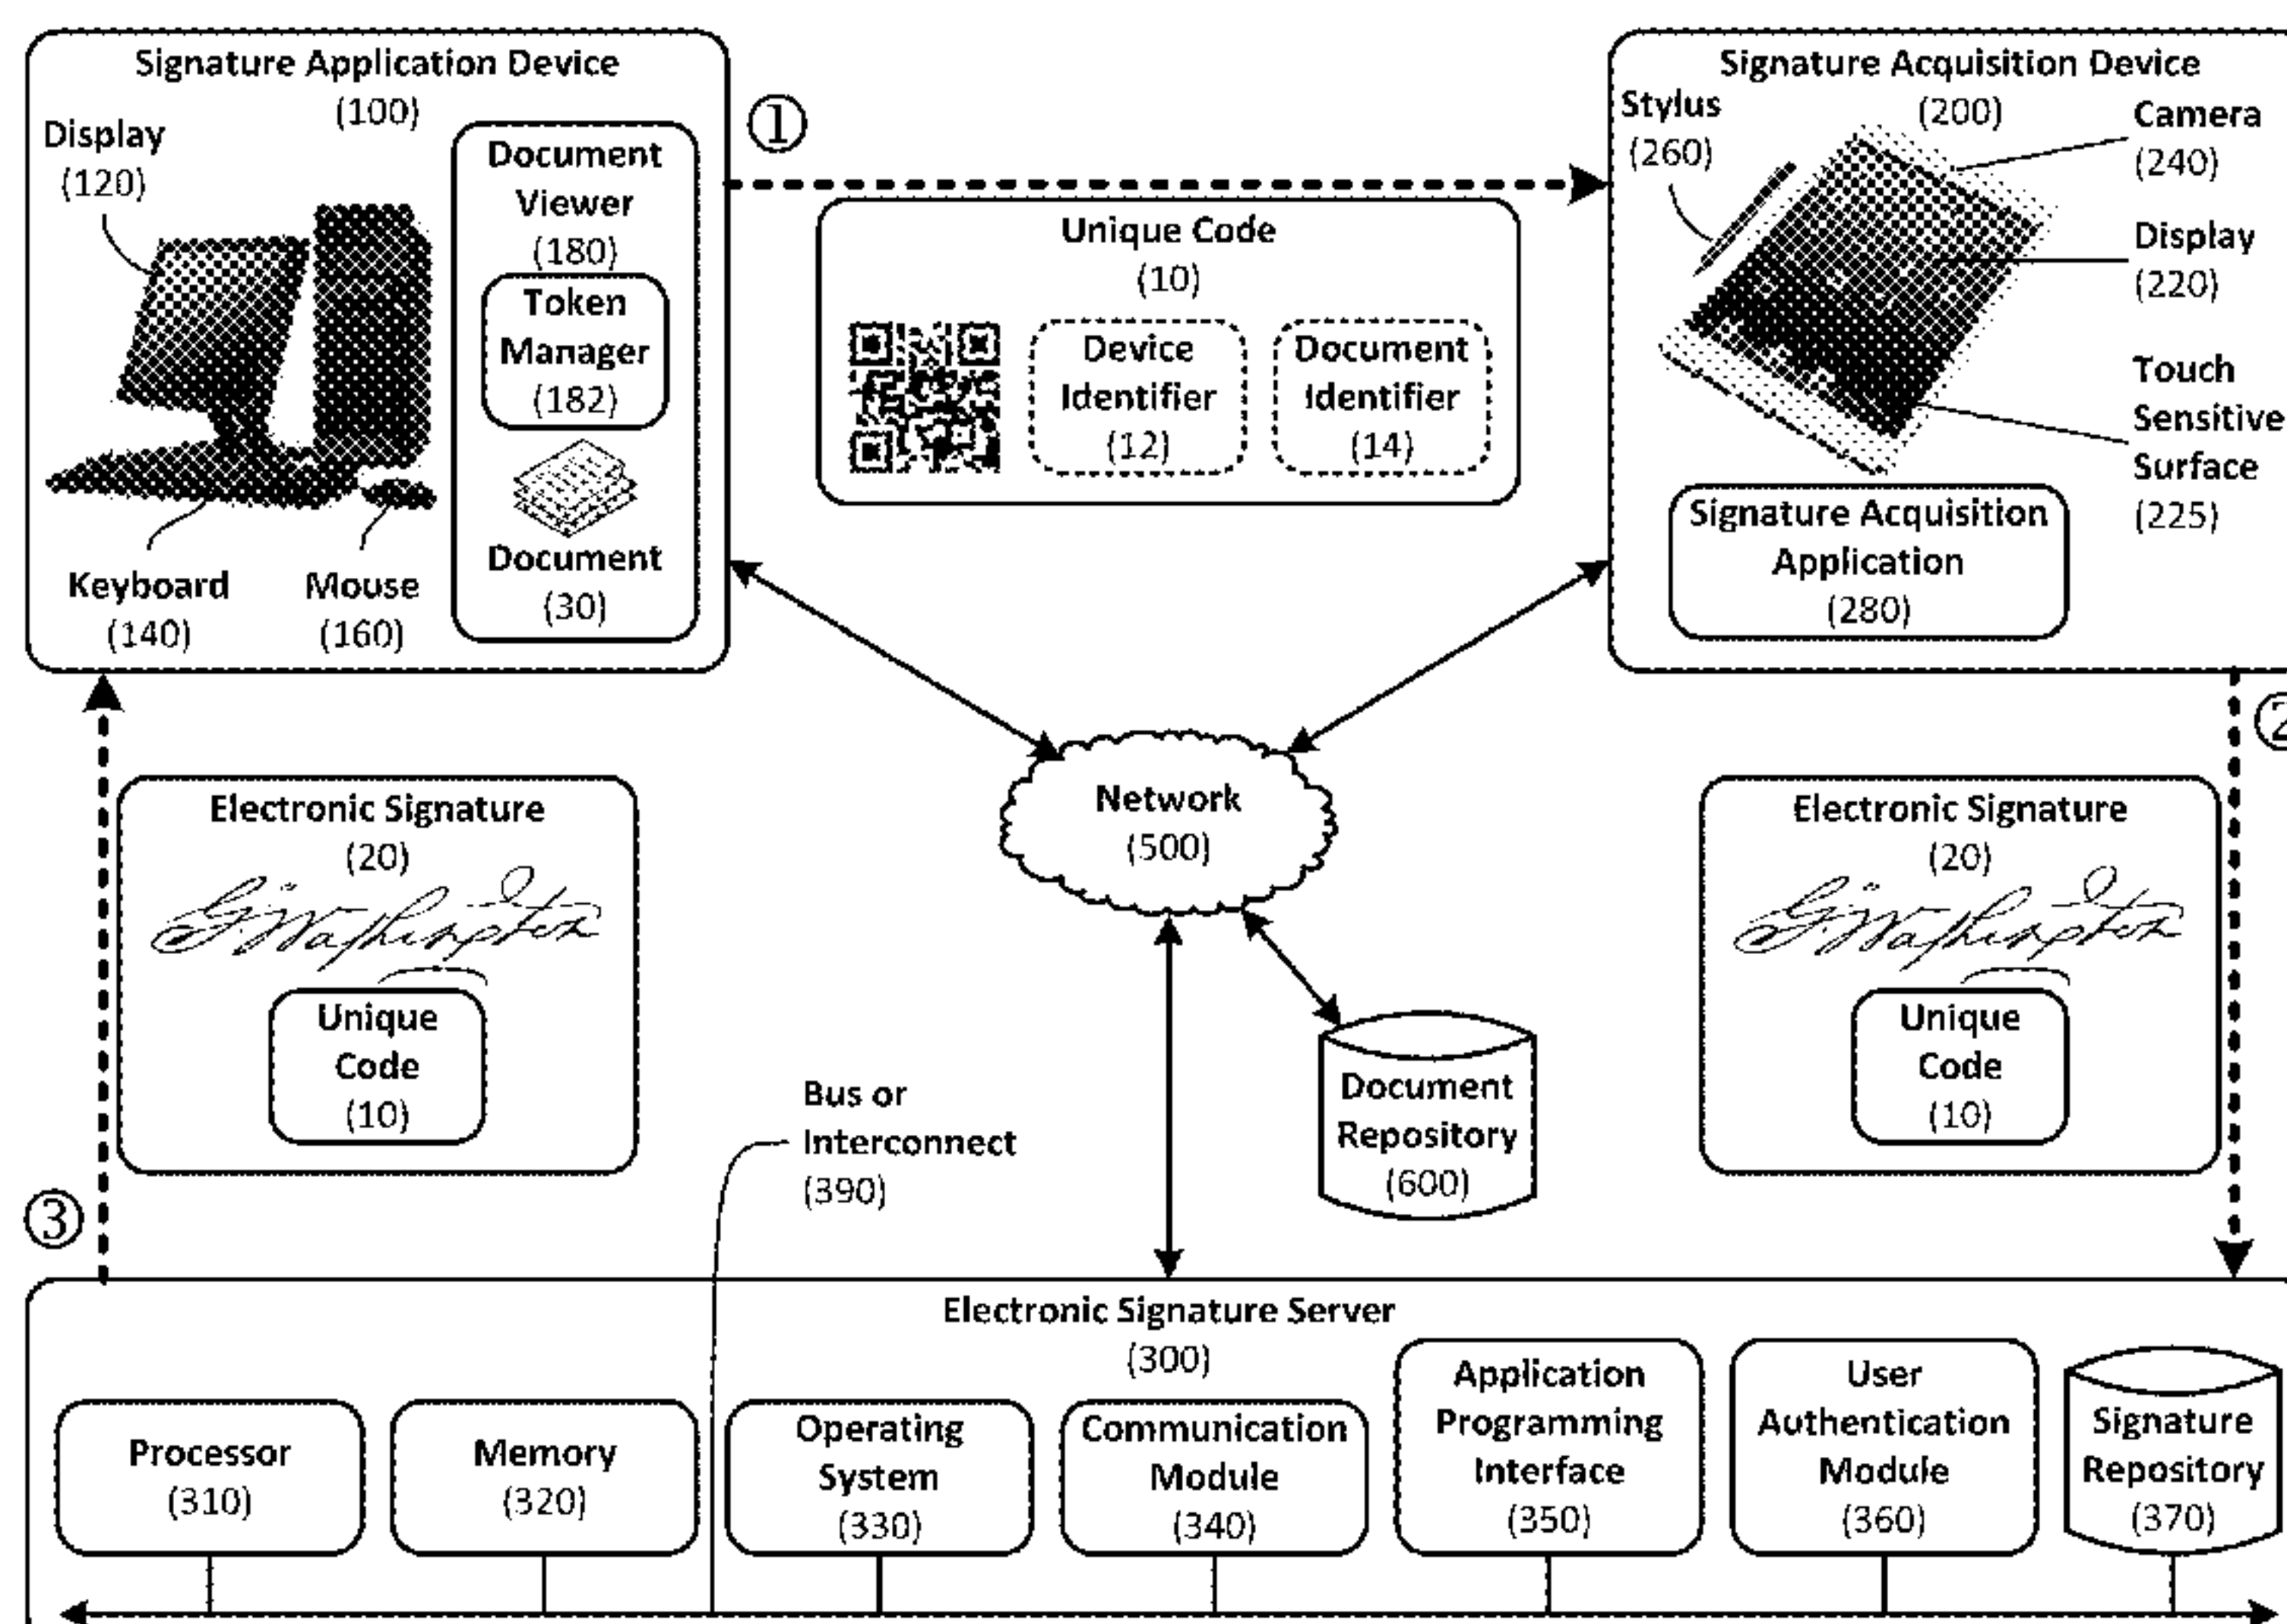 Signature Application Device
(100)
Display
(120)
Document
Viewer
(180)
Token
Manager
(182)
Document
(30)
Keyboard
(140)
Mouse
(160)
①
Unique Code
(10)
Device
Identifier
(12)
Document
Identifier
(14)
Signature Acquisition Device
(200)
Stylus
(260)
Camera
(240)
Display
(220)
Touch
Sensitive
Surface
(225)
Signature Acquisition
Application
(280)
②
Network
(500)
Electronic Signature
(20)
G. Washington
Unique
Code
(10)
③
Bus or
Interconnect
(390)
Document
Repository
(600)
Electronic Signature
(20)
G. Washington
Unique
Code
(10)
Electronic Signature Server
(300)
Processor
(310)
Memory
(320)
Operating
System
(330)
Communication
Module
(340)
Application
Programming
Interface
(350)
User
Authentication
Module
(360)
Signature
Repository
(370)